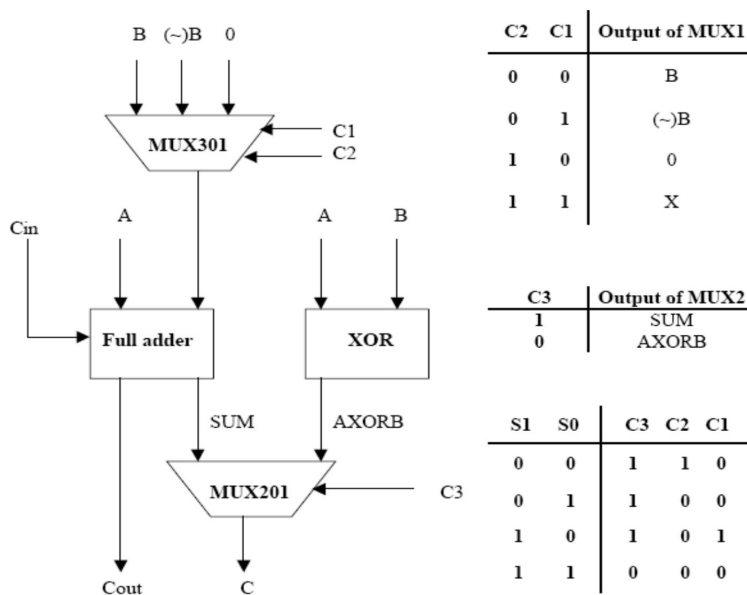 B (~)B 0
MUX301
C1
C2
Cin
A
A
B
Full adder
XOR
SUM
AXORB
MUX201
C3
Cout
C
C2 C1 Output of MUX1
0 0 B
0 1 (~)B
1 0 0
1 1 X
C3 Output of MUX2
1 SUM
0 AXORB
S1 S0 C3 C2 C1
0 0 1 1 0
0 1 1 0 0
1 0 1 0 1
1 1 0 0 0